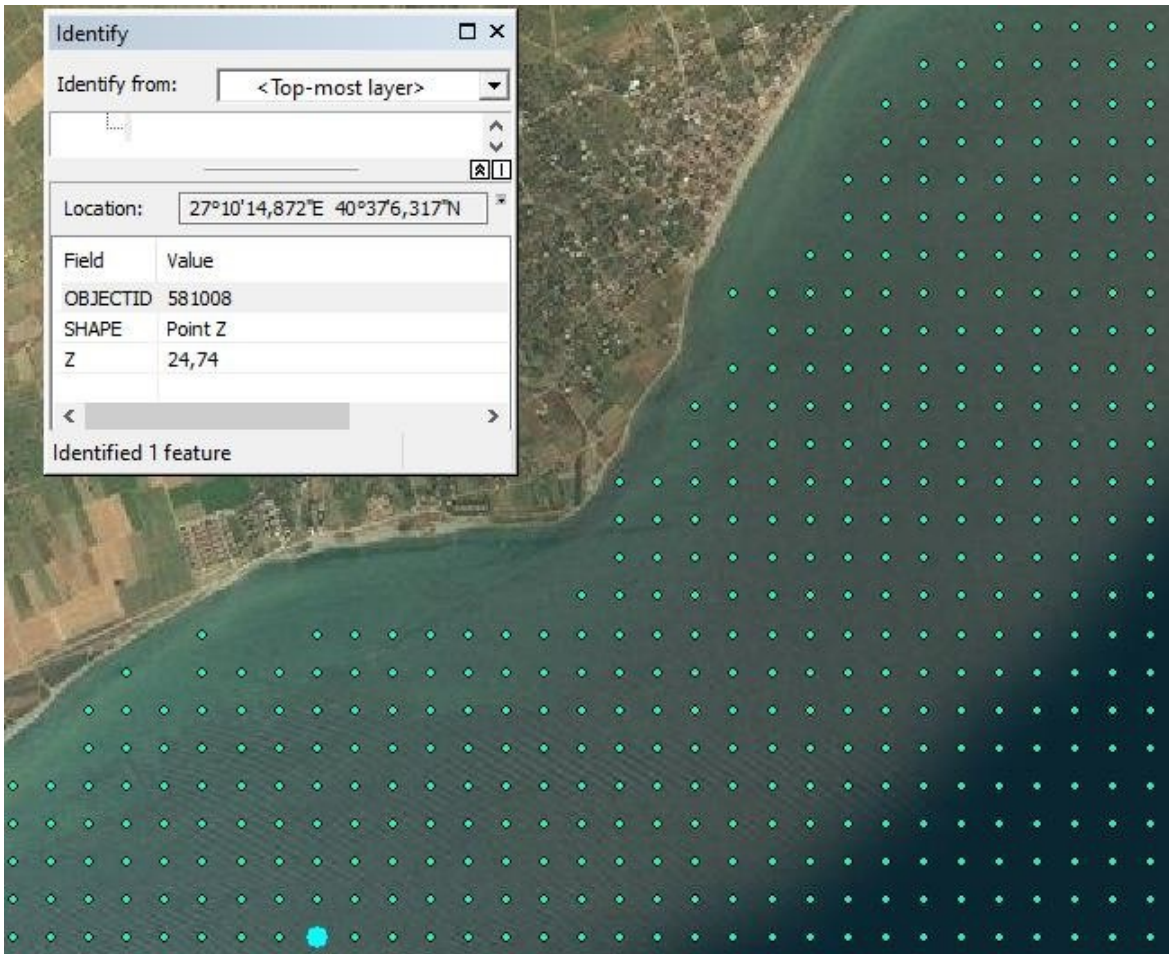 Identify
Identify from: <Top-most layer>
Location: 27°10'14,872"E 40°37'6,317"N
Field Value
OBJECTID 581008
SHAPE Point Z
Z 24,74
Identified 1 feature